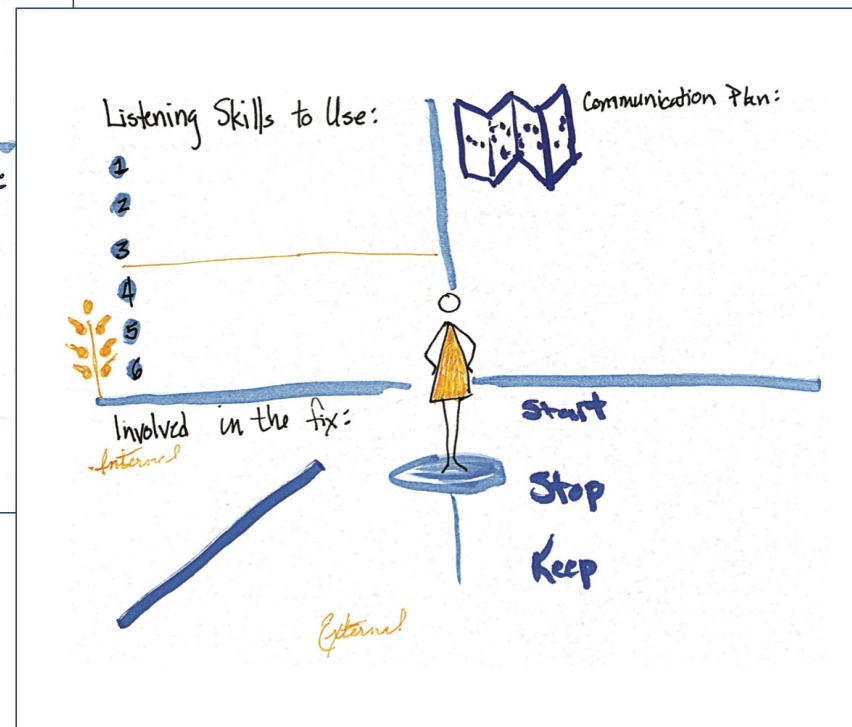 Listening Skills to Use:
1
2
3
4
5
6
Communication Plan:
Involved in the fix:
Internal
External
Start
Stop
Keep